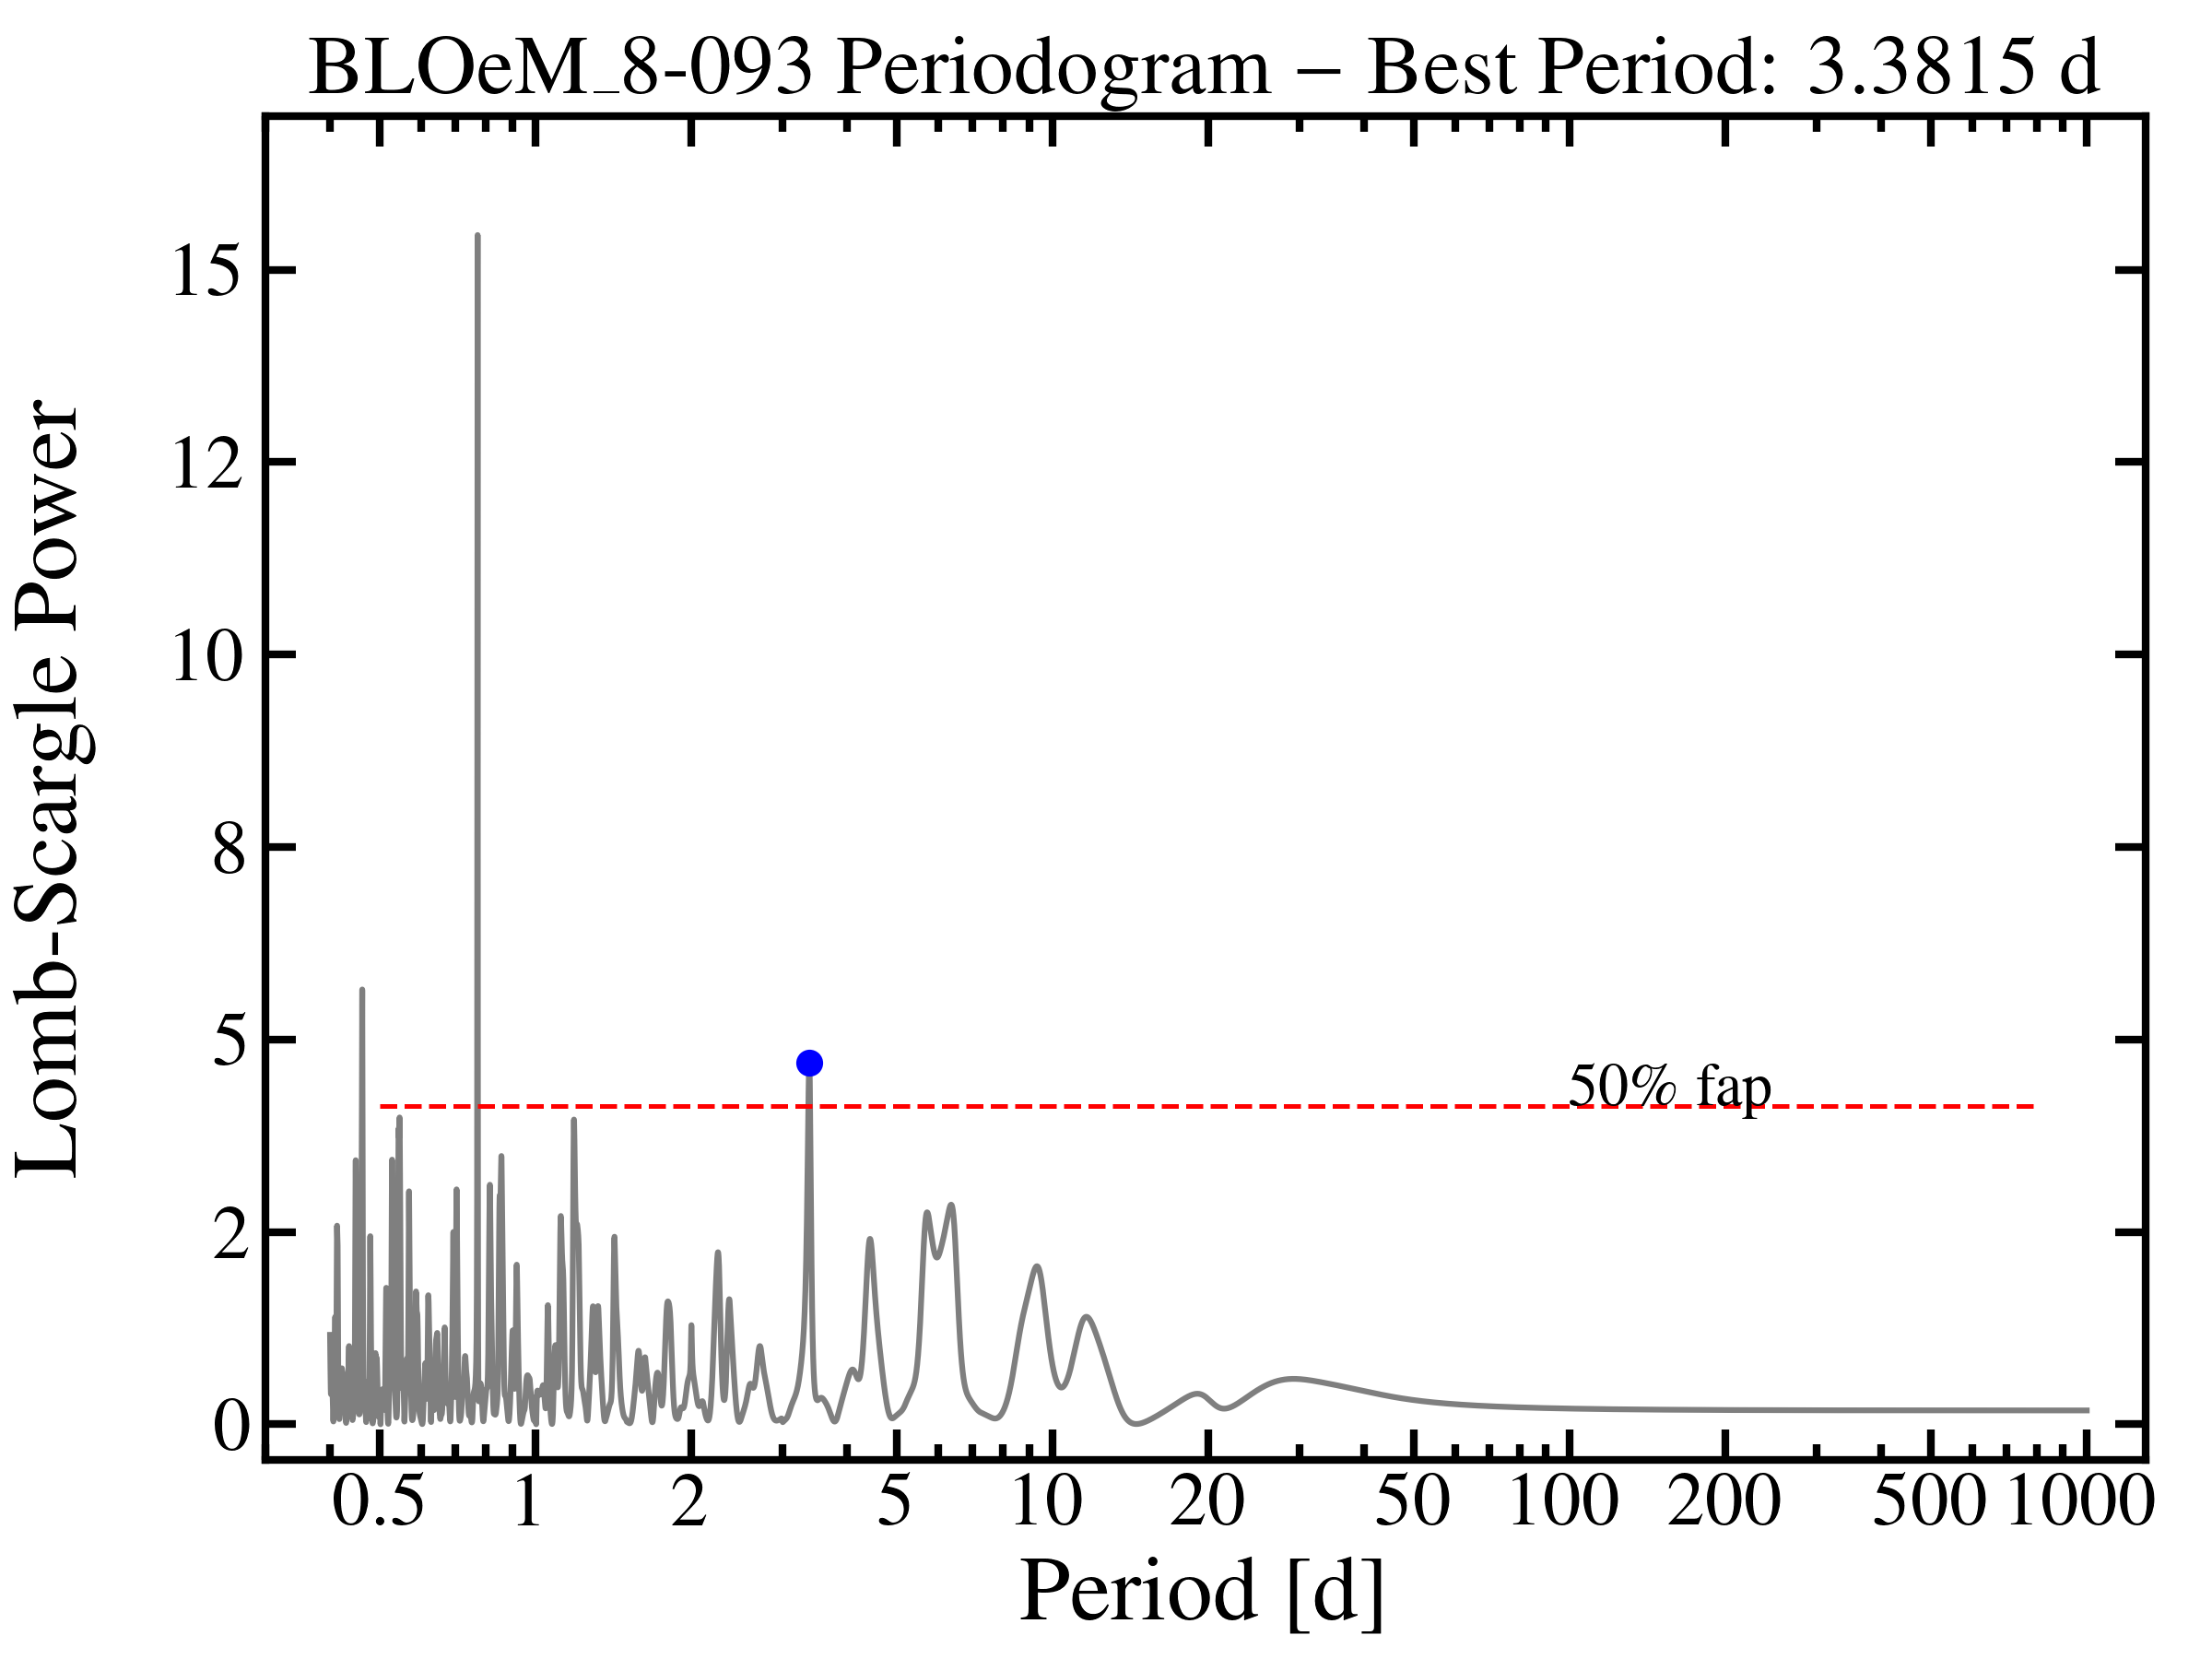 BLOeM_8-093 Periodogram − Best Period: 3.3815 d
Lomb-Scargle Power
15
12
10
8
5
2
0
50% fap
0.5 1 2 5 10 20 50 100 200 500 1000
Period [d]